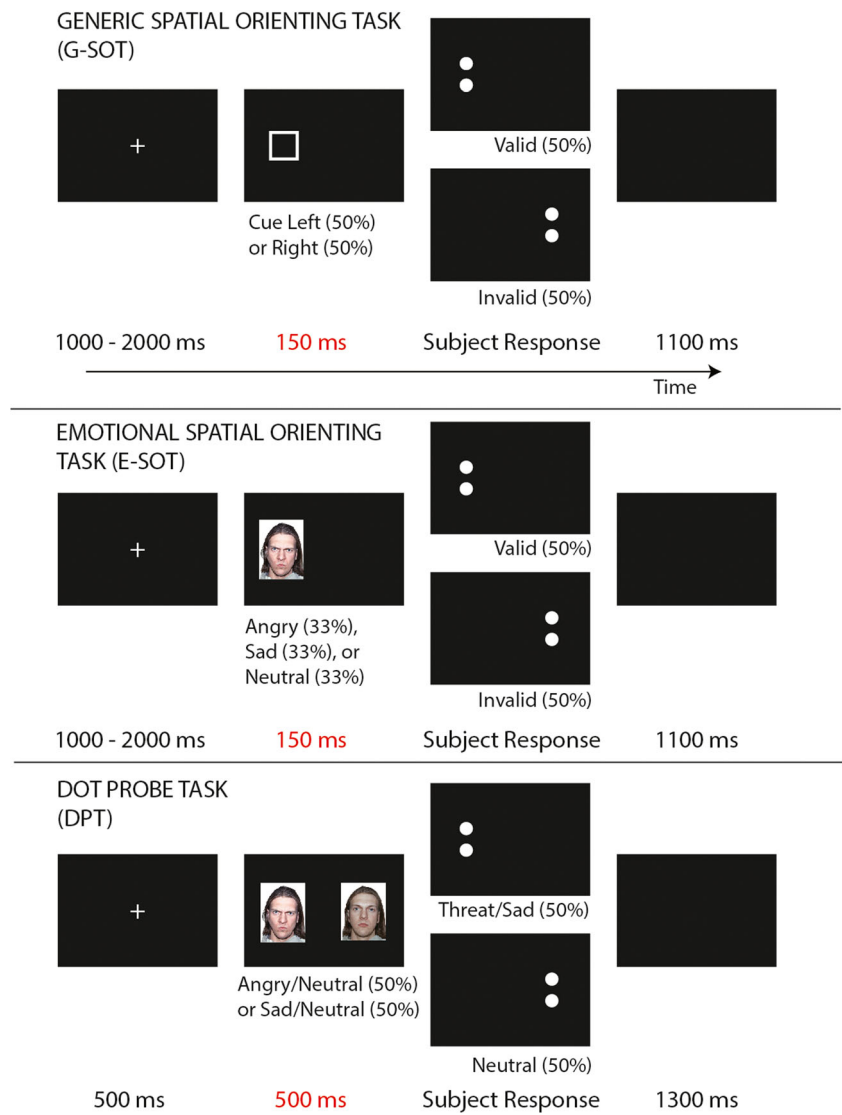 GENERIC SPATIAL ORIENTING TASK
(G-SOT)
+
Cue Left (50%)
or Right (50%)
Valid (50%)
Invalid (50%)
1000 - 2000 ms
150 ms
Subject Response
1100 ms
Time
EMOTIONAL SPATIAL ORIENTING
TASK (E-SOT)
+
Angry (33%),
Sad (33%), or
Neutral (33%)
Valid (50%)
Invalid (50%)
1000 - 2000 ms
150 ms
Subject Response
1100 ms
DOT PROBE TASK
(DPT)
+
Angry/Neutral (50%)
or Sad/Neutral (50%)
Threat/Sad (50%)
Neutral (50%)
500 ms
500 ms
Subject Response
1300 ms